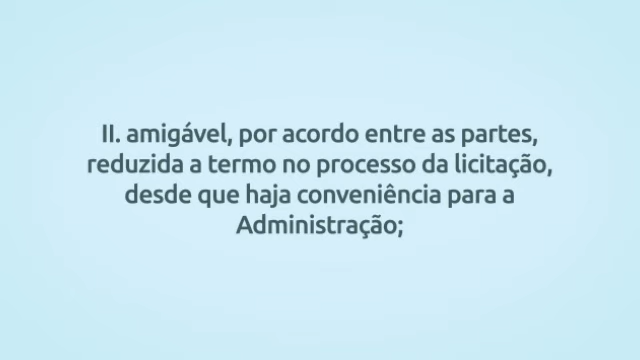 II. amigável, por acordo entre as partes,
reduzida a termo no processo da licitação,
desde que haja conveniência para a
Administração;